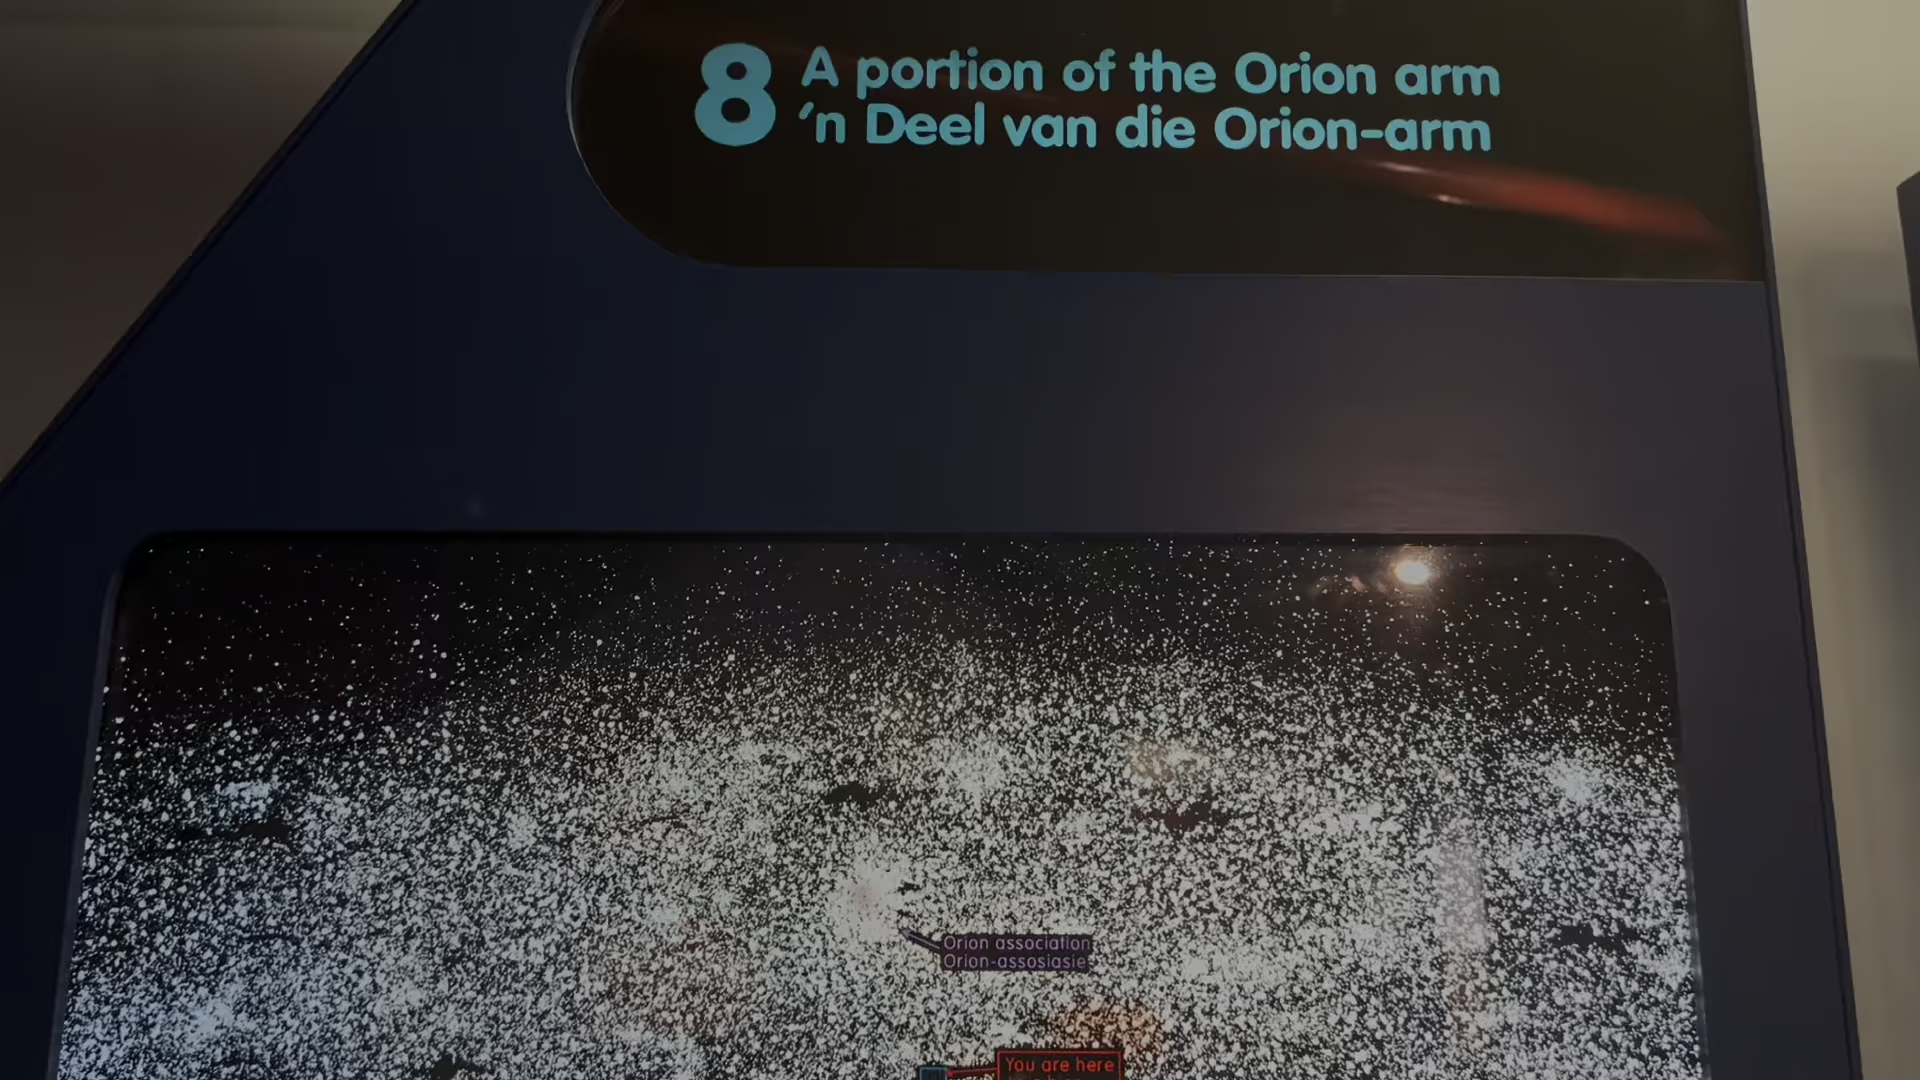 8 A portion of the Orion arm
'n Deel van die Orion-arm
Orion association
Orion-assosiasie
You are here